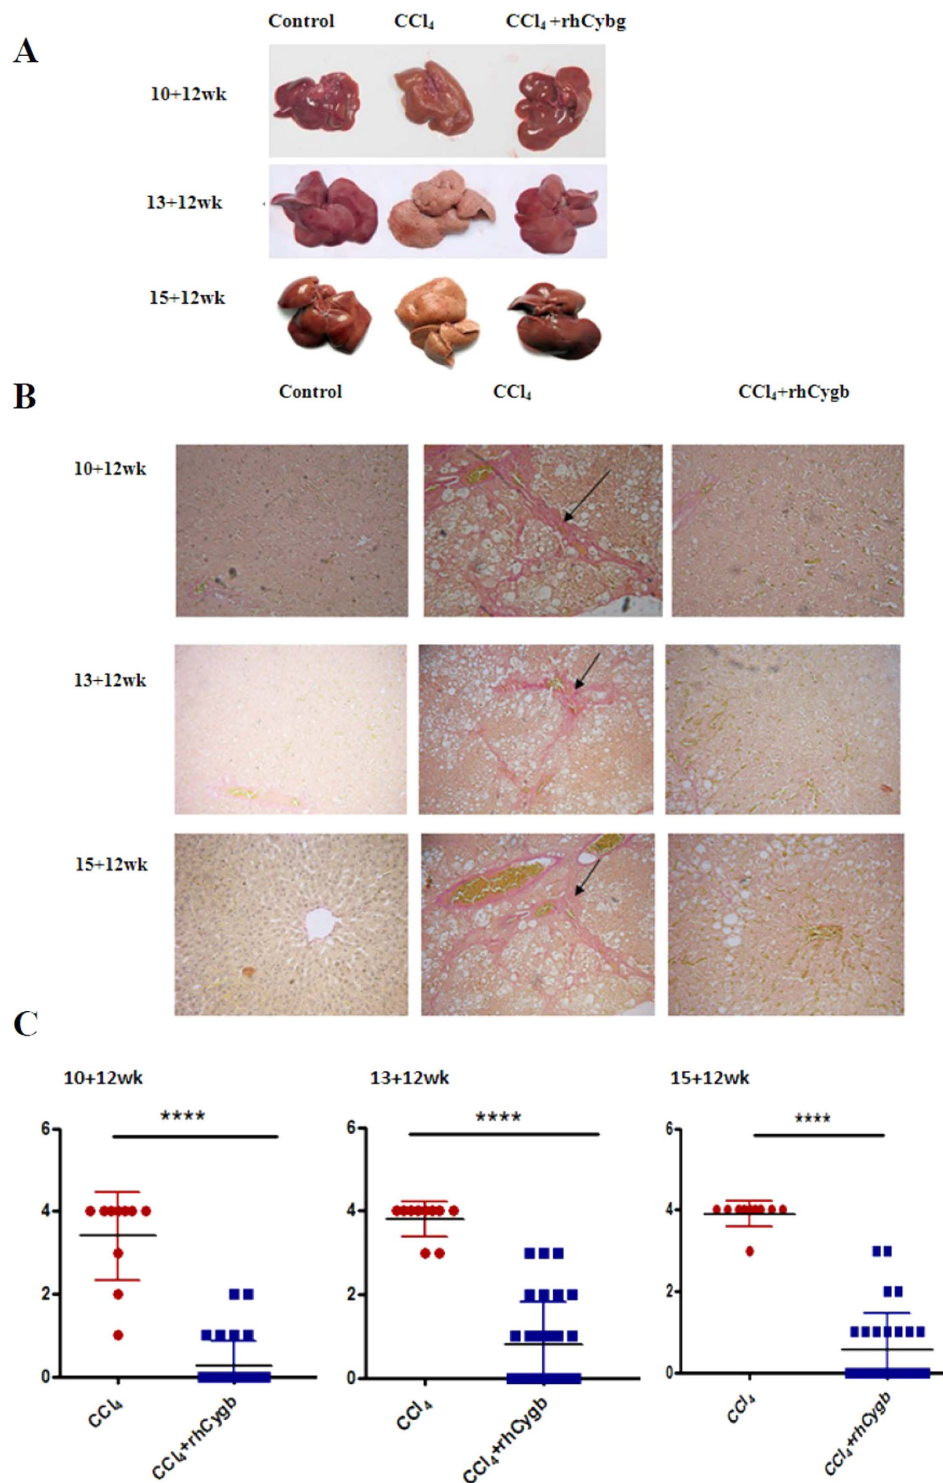 Control CCl₄ CCl₄ +rhCybg
A
10+12wk
13+12wk
15+12wk
B
Control CCl₄ CCl₄+rhCygb
10+12wk
13+12wk
15+12wk
C
10+12wk 13+12wk 15+12wk
**** **** ****
6 6 6
4 4 4
2 2 2
0 0 0
CCl₄ CCl₄+rhCygb CCl₄ CCl₄+rhCygb CCl₄ CCl₄+rhCygb